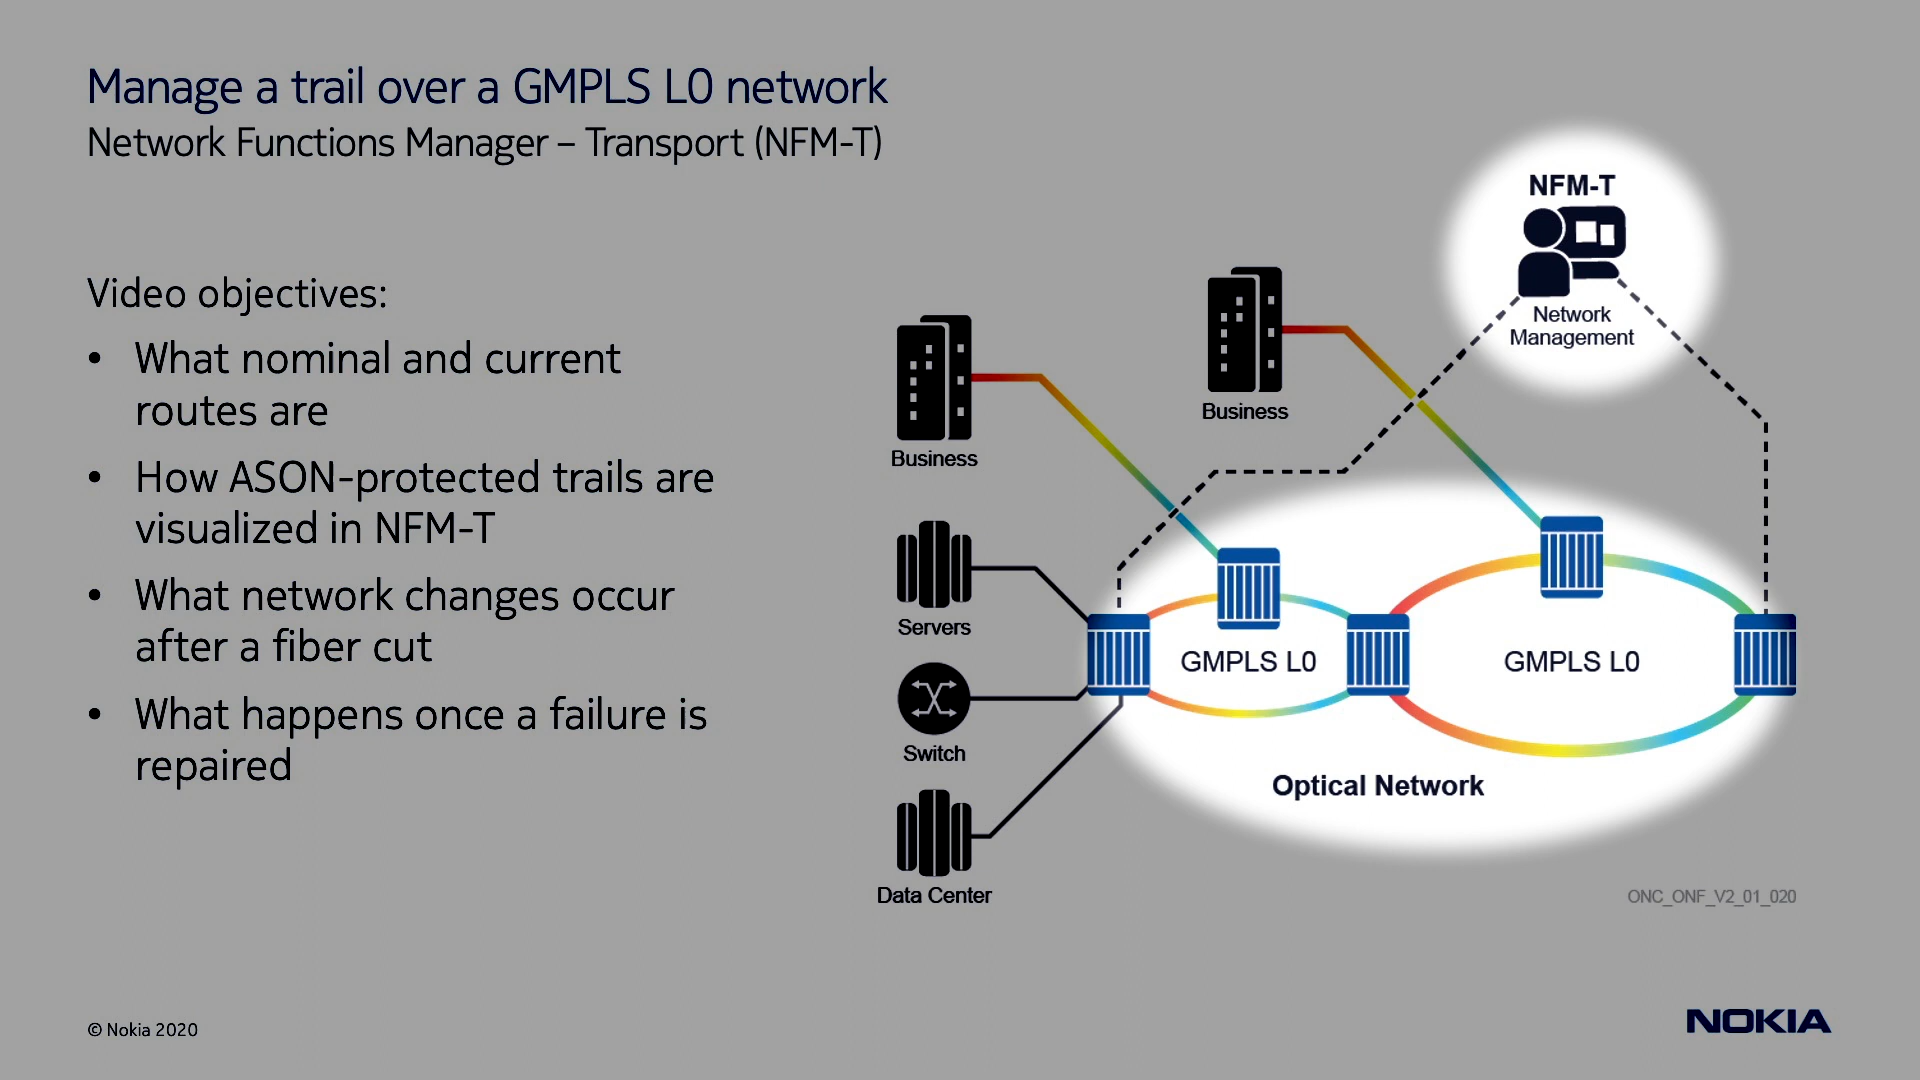 Manage a trail over a GMPLS L0 network
Network Functions Manager – Transport (NFM-T)
Video objectives:
• What nominal and current
routes are
• How ASON-protected trails are
visualized in NFM-T
• What network changes occur
after a fiber cut
• What happens once a failure is
repaired
NFM-T
Network
Management
Business
Business
Servers
Switch
Data Center
GMPLS L0
GMPLS L0
Optical Network
ONC_ONF_V2_01_020
© Nokia 2020
NOKIA